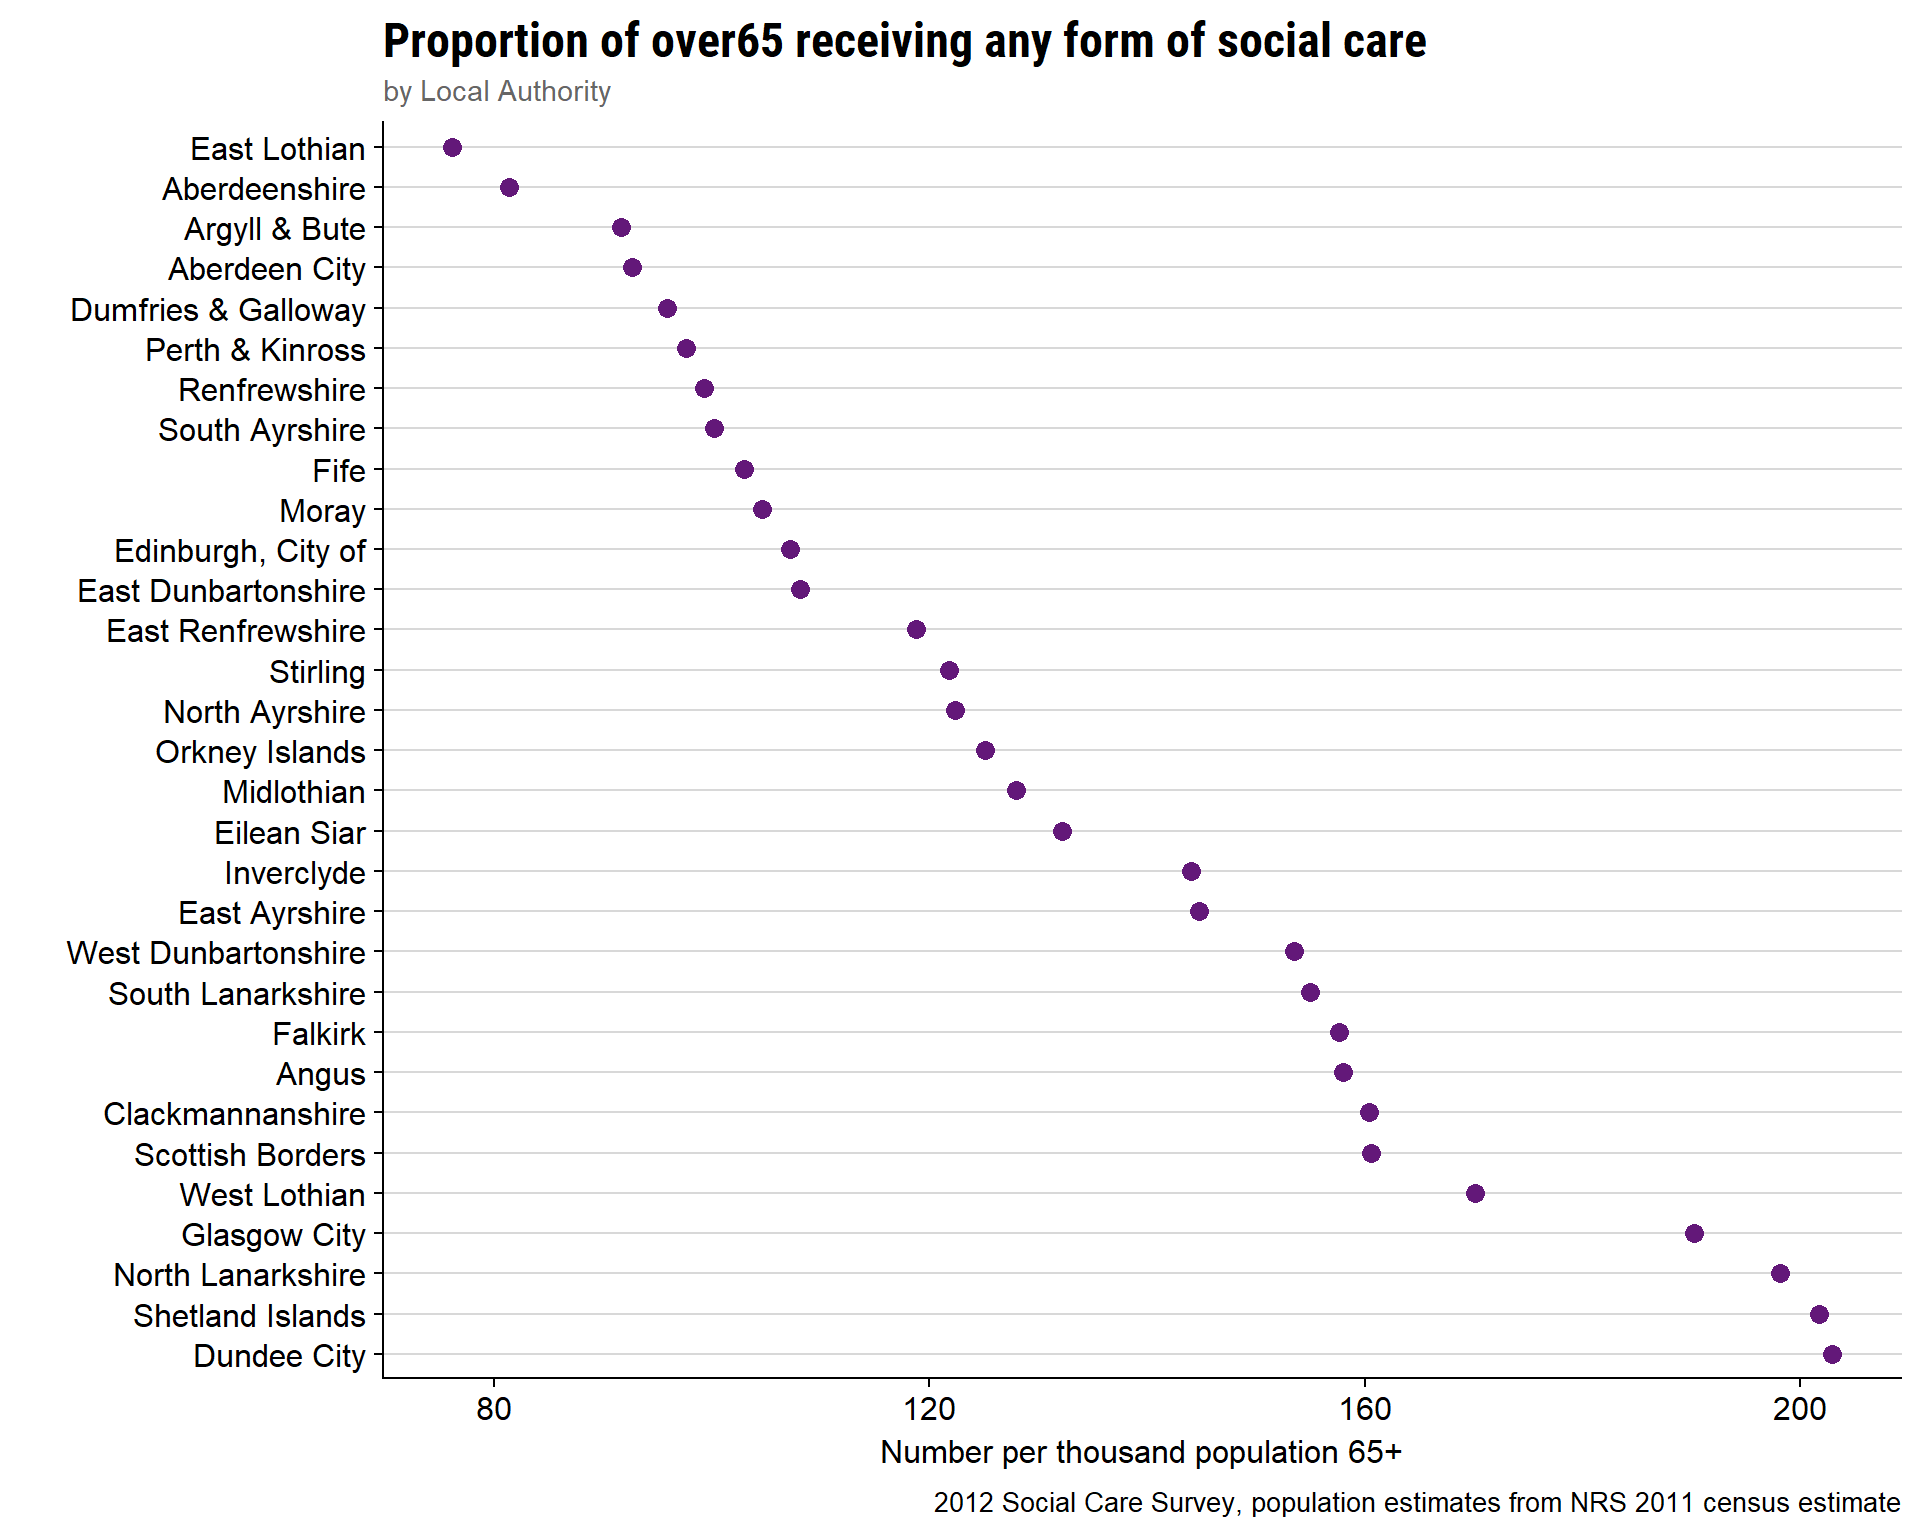 Proportion of over65 receiving any form of social care
by Local Authority
East Lothian
Aberdeenshire
Argyll & Bute
Aberdeen City
Dumfries & Galloway
Perth & Kinross
Renfrewshire
South Ayrshire
Fife
Moray
Edinburgh, City of
East Dunbartonshire
East Renfrewshire
Stirling
North Ayrshire
Orkney Islands
Midlothian
Eilean Siar
Inverclyde
East Ayrshire
West Dunbartonshire
South Lanarkshire
Falkirk
Angus
Clackmannanshire
Scottish Borders
West Lothian
Glasgow City
North Lanarkshire
Shetland Islands
Dundee City
80 120 160 200
Number per thousand population 65+
2012 Social Care Survey, population estimates from NRS 2011 census estimate